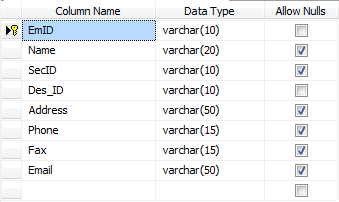 Column Name Data Type Allow Nulls
EmID varchar(10)
Name varchar(20)
SecID varchar(10)
Des_ID varchar(10)
Address varchar(50)
Phone varchar(15)
Fax varchar(15)
Email varchar(50)